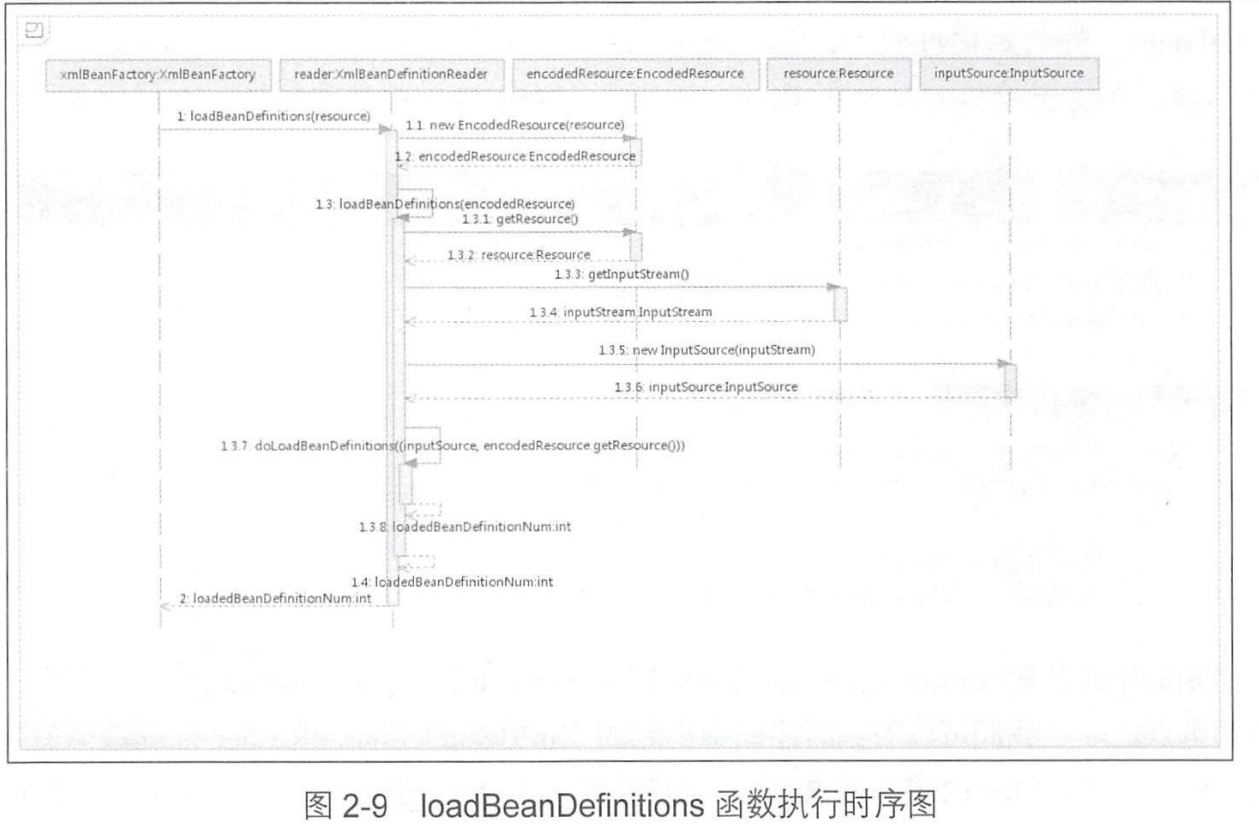 xmlBeanFactory:XmlBeanFactory
reader:XmlBeanDefinitionReader
encodedResource:EncodedResource
resource:Resource
inputSource:InputSource
1: loadBeanDefinitions(resource)
1.1: new EncodedResource(resource)
1.2: encodedResource:EncodedResource
1.3: loadBeanDefinitions(encodedResource)
1.3.1: getResource()
1.3.2: resource:Resource
1.3.3: getInputStream()
1.3.4: inputStream:InputStream
1.3.5: new InputSource(inputStream)
1.3.6: inputSource:InputSource
1.3.7: doLoadBeanDefinitions((inputSource, encodedResource.getResource()))
1.3.8: loadedBeanDefinitionNum:int
1.4: loadedBeanDefinitionNum:int
2: loadedBeanDefinitionNum:int
图 2-9 loadBeanDefinitions 函数执行时序图